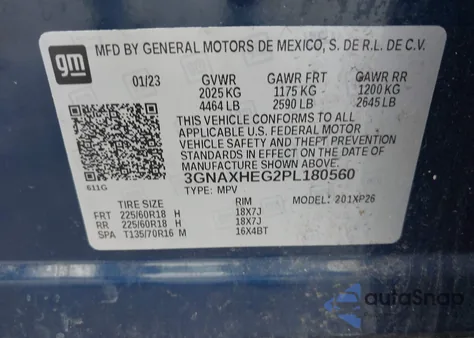 gm
MFD BY GENERAL MOTORS DE MEXICO, S. DE R.L. DE C.V.
01/23 GVWR GAWR FRT GAWR RR
2025 KG 1175 KG 1200 KG
4464 LB 2590 LB 2645 LB
THIS VEHICLE CONFORMS TO ALL
APPLICABLE U.S. FEDERAL MOTOR
VEHICLE SAFETY, BUMPER, AND THEFT
PREVENTION STANDARDS IN EFFECT ON
THE DATE OF MANUFACTURE SHOWN ABOVE.
3GNAXHEG2PL180560
611G
TYPE: MPV
MODEL: 201XP26
TIRE SIZE RIM
FRT 225/60R18 H 18X7J
RR 225/60R18 H 18X7J
SPA T135/70R16 M 16X4BT
autoSnap